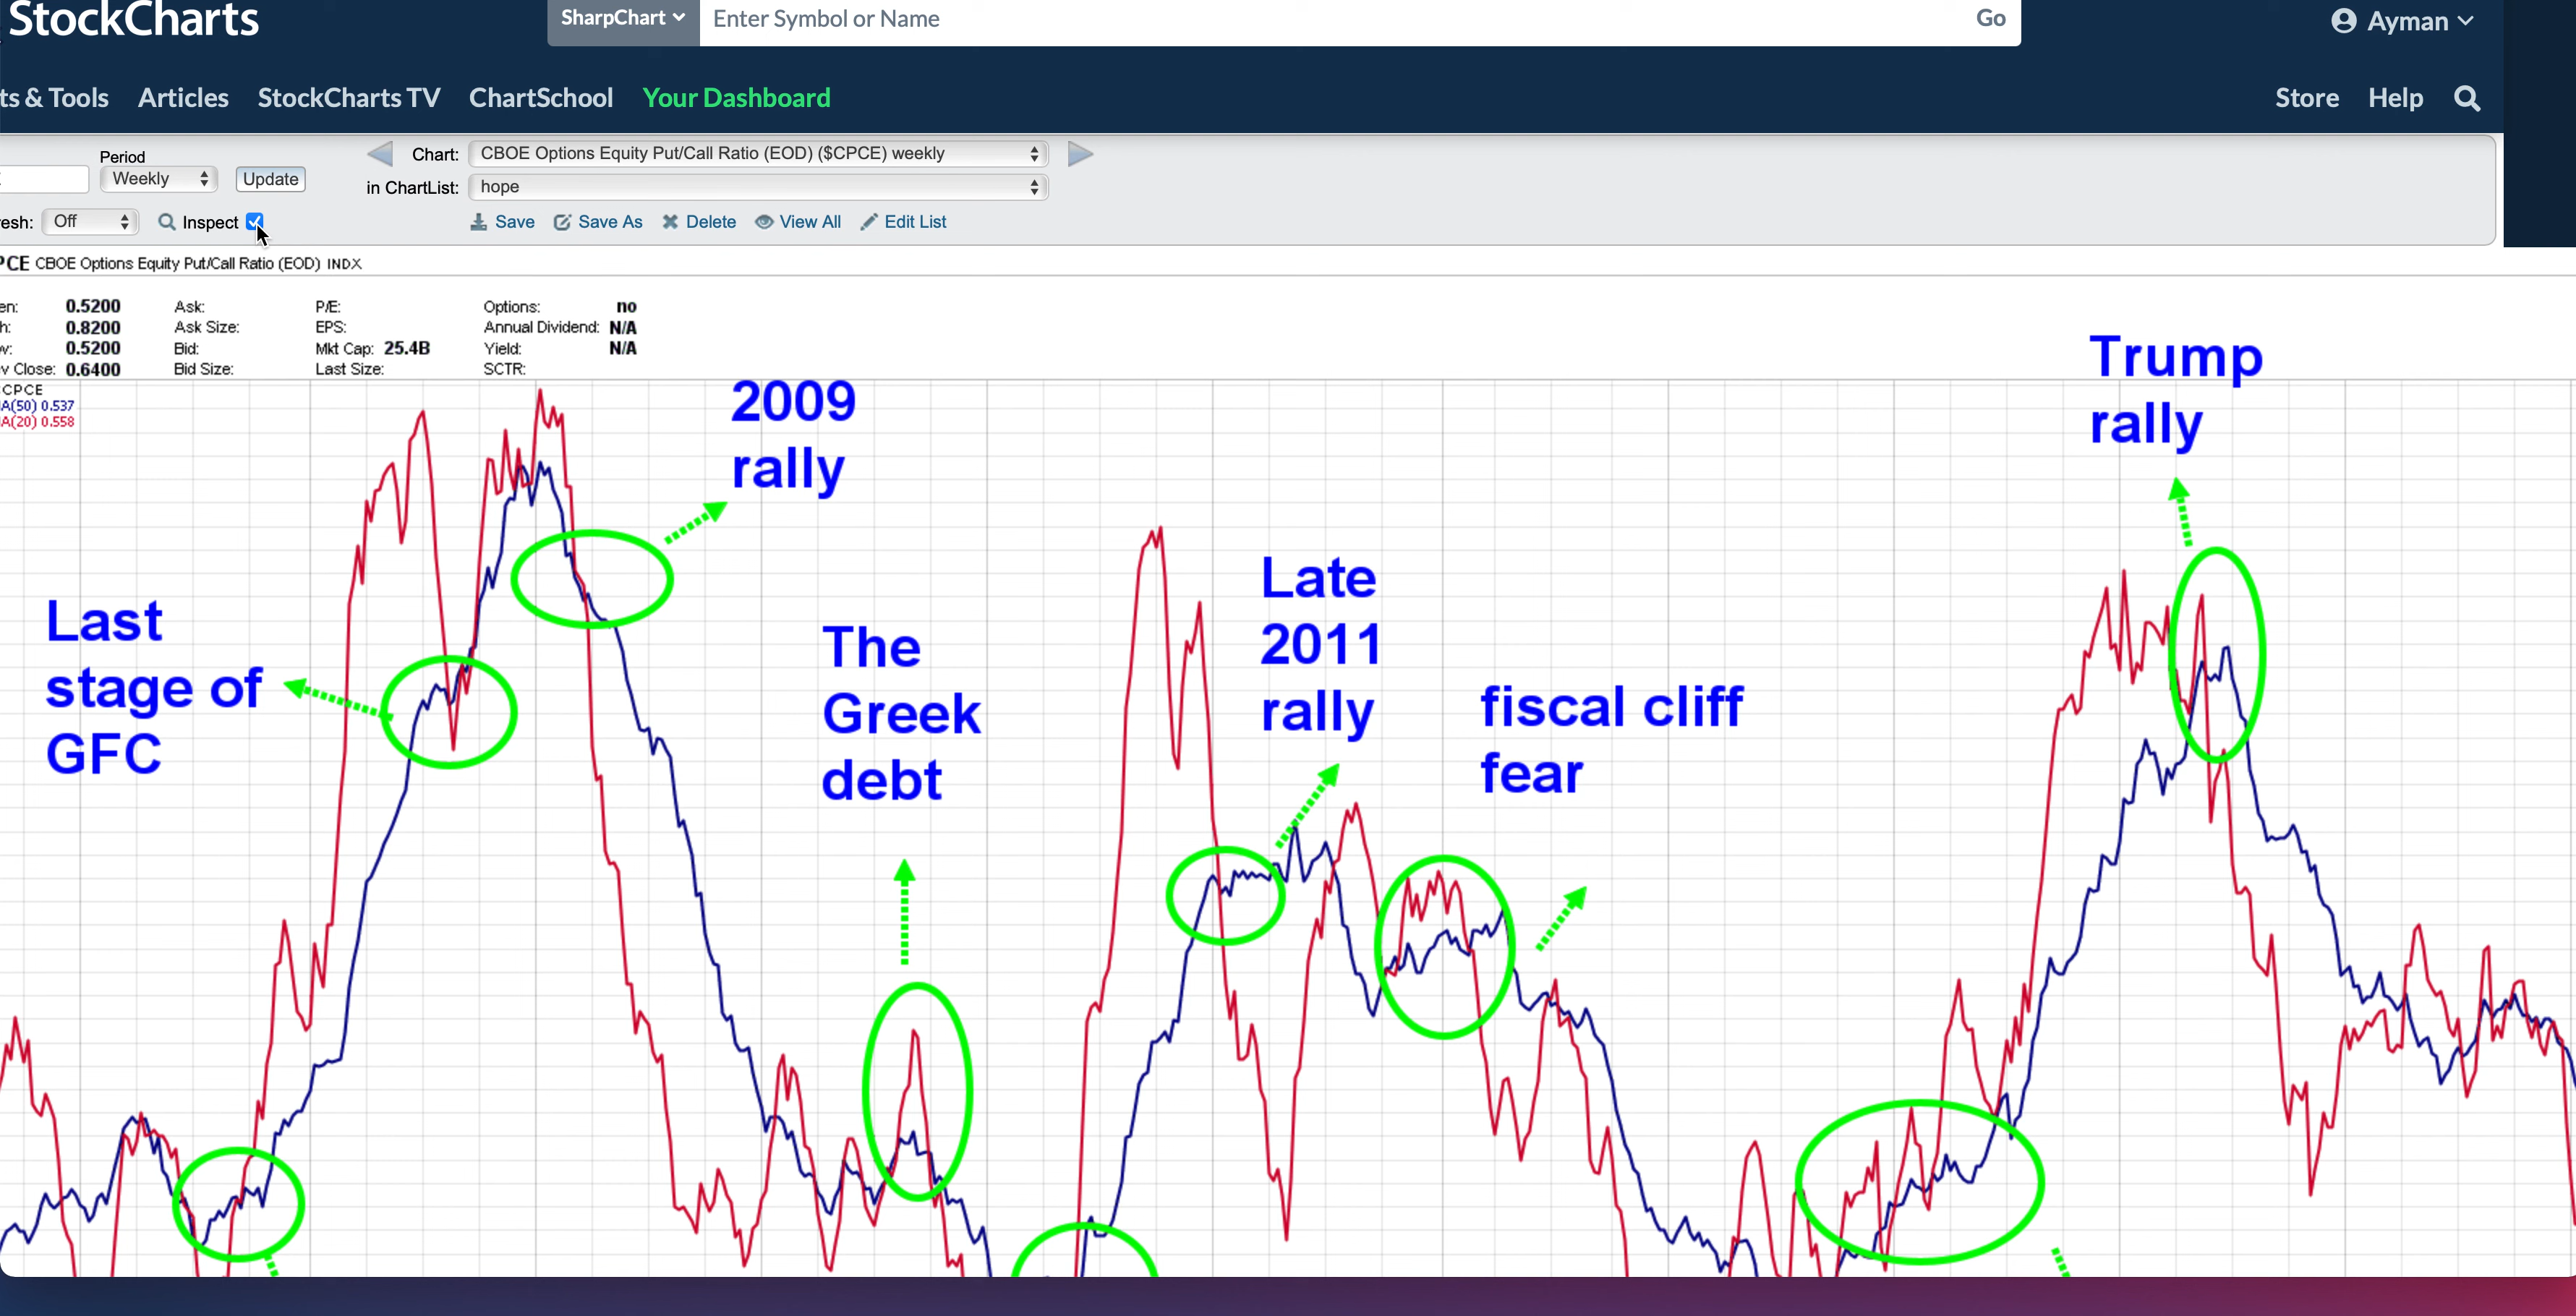 StockCharts
SharpChart
Enter Symbol or Name
Go
Ayman
ts & Tools
Articles
StockCharts TV
ChartSchool
Your Dashboard
Store
Help
Period
Weekly
Update
Chart:
CBOE Options Equity Put/Call Ratio (EOD) ($CPCE) weekly
in ChartList:
hope
esh:
Off
Inspect
Save
Save As
Delete
View All
Edit List
PCE CBOE Options Equity Put/Call Ratio (EOD) INDX
en: 0.5200 Ask: P/E: Options: no
h: 0.8200 Ask Size: EPS: Annual Dividend: N/A
w: 0.5200 Bid: Mkt Cap: 25.4B Yield: N/A
v Close: 0.6400 Bid Size: Last Size: SCTR:
CPCE
A(50) 0.537
A(20) 0.558
2009
rally
Trump
rally
Last
stage of
GFC
The
Greek
debt
Late
2011
rally
fiscal cliff
fear